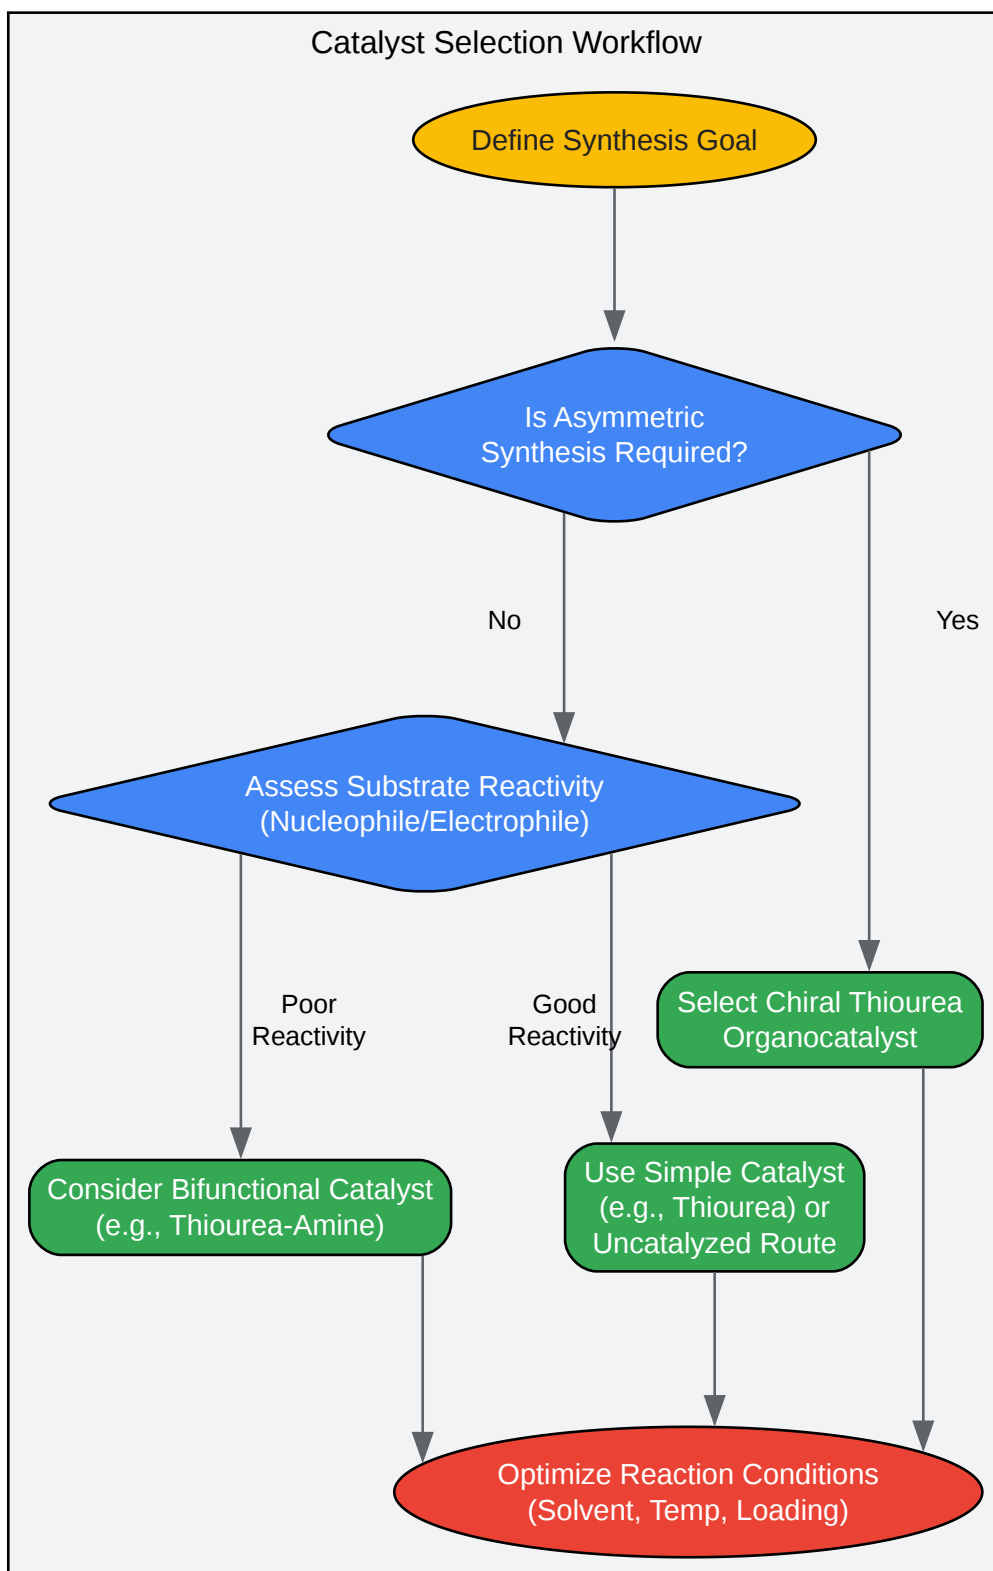 Catalyst Selection Workflow
Define Synthesis Goal
Is Asymmetric
Synthesis Required?
No
Yes
Assess Substrate Reactivity
(Nucleophile/Electrophile)
Poor
Reactivity
Good
Reactivity
Select Chiral Thiourea
Organocatalyst
Consider Bifunctional Catalyst
(e.g., Thiourea-Amine)
Use Simple Catalyst
(e.g., Thiourea) or
Uncatalyzed Route
Optimize Reaction Conditions
(Solvent, Temp, Loading)